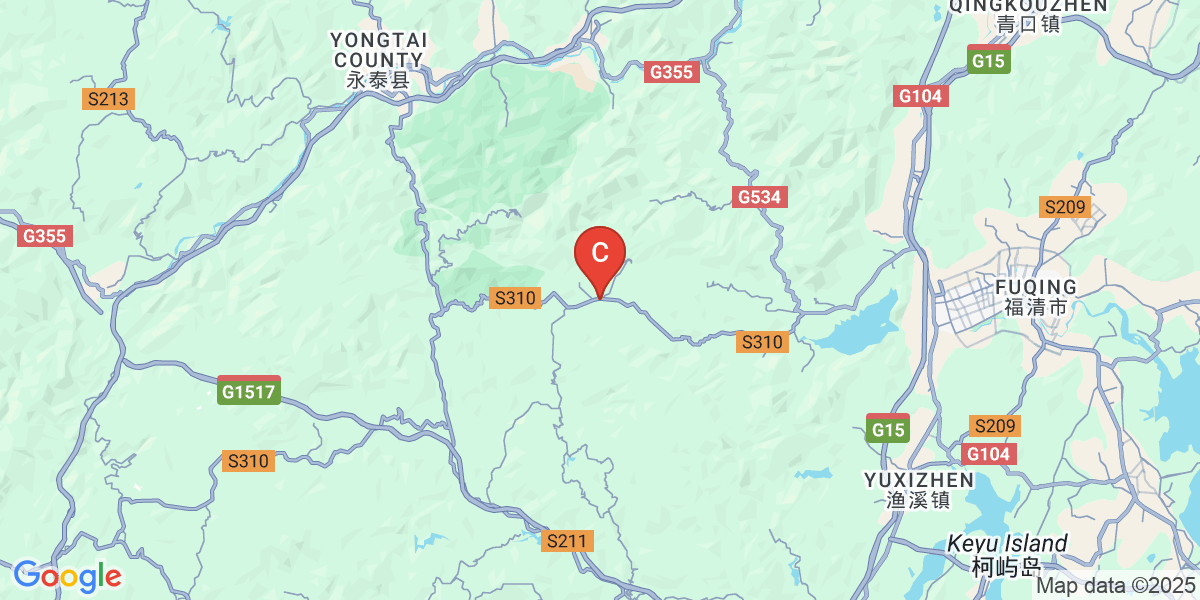 QINGKOUZHEN
青口镇
YONGTAI
COUNTY
永泰县
G15
G355
S213
G104
G534
S209
G355
C
FUQING
福清市
S310
S310
G1517
G15
S209
G104
S310
YUXIZHEN
渔溪镇
S211
Keyu Island
柯屿岛
Google
Map data ©2025